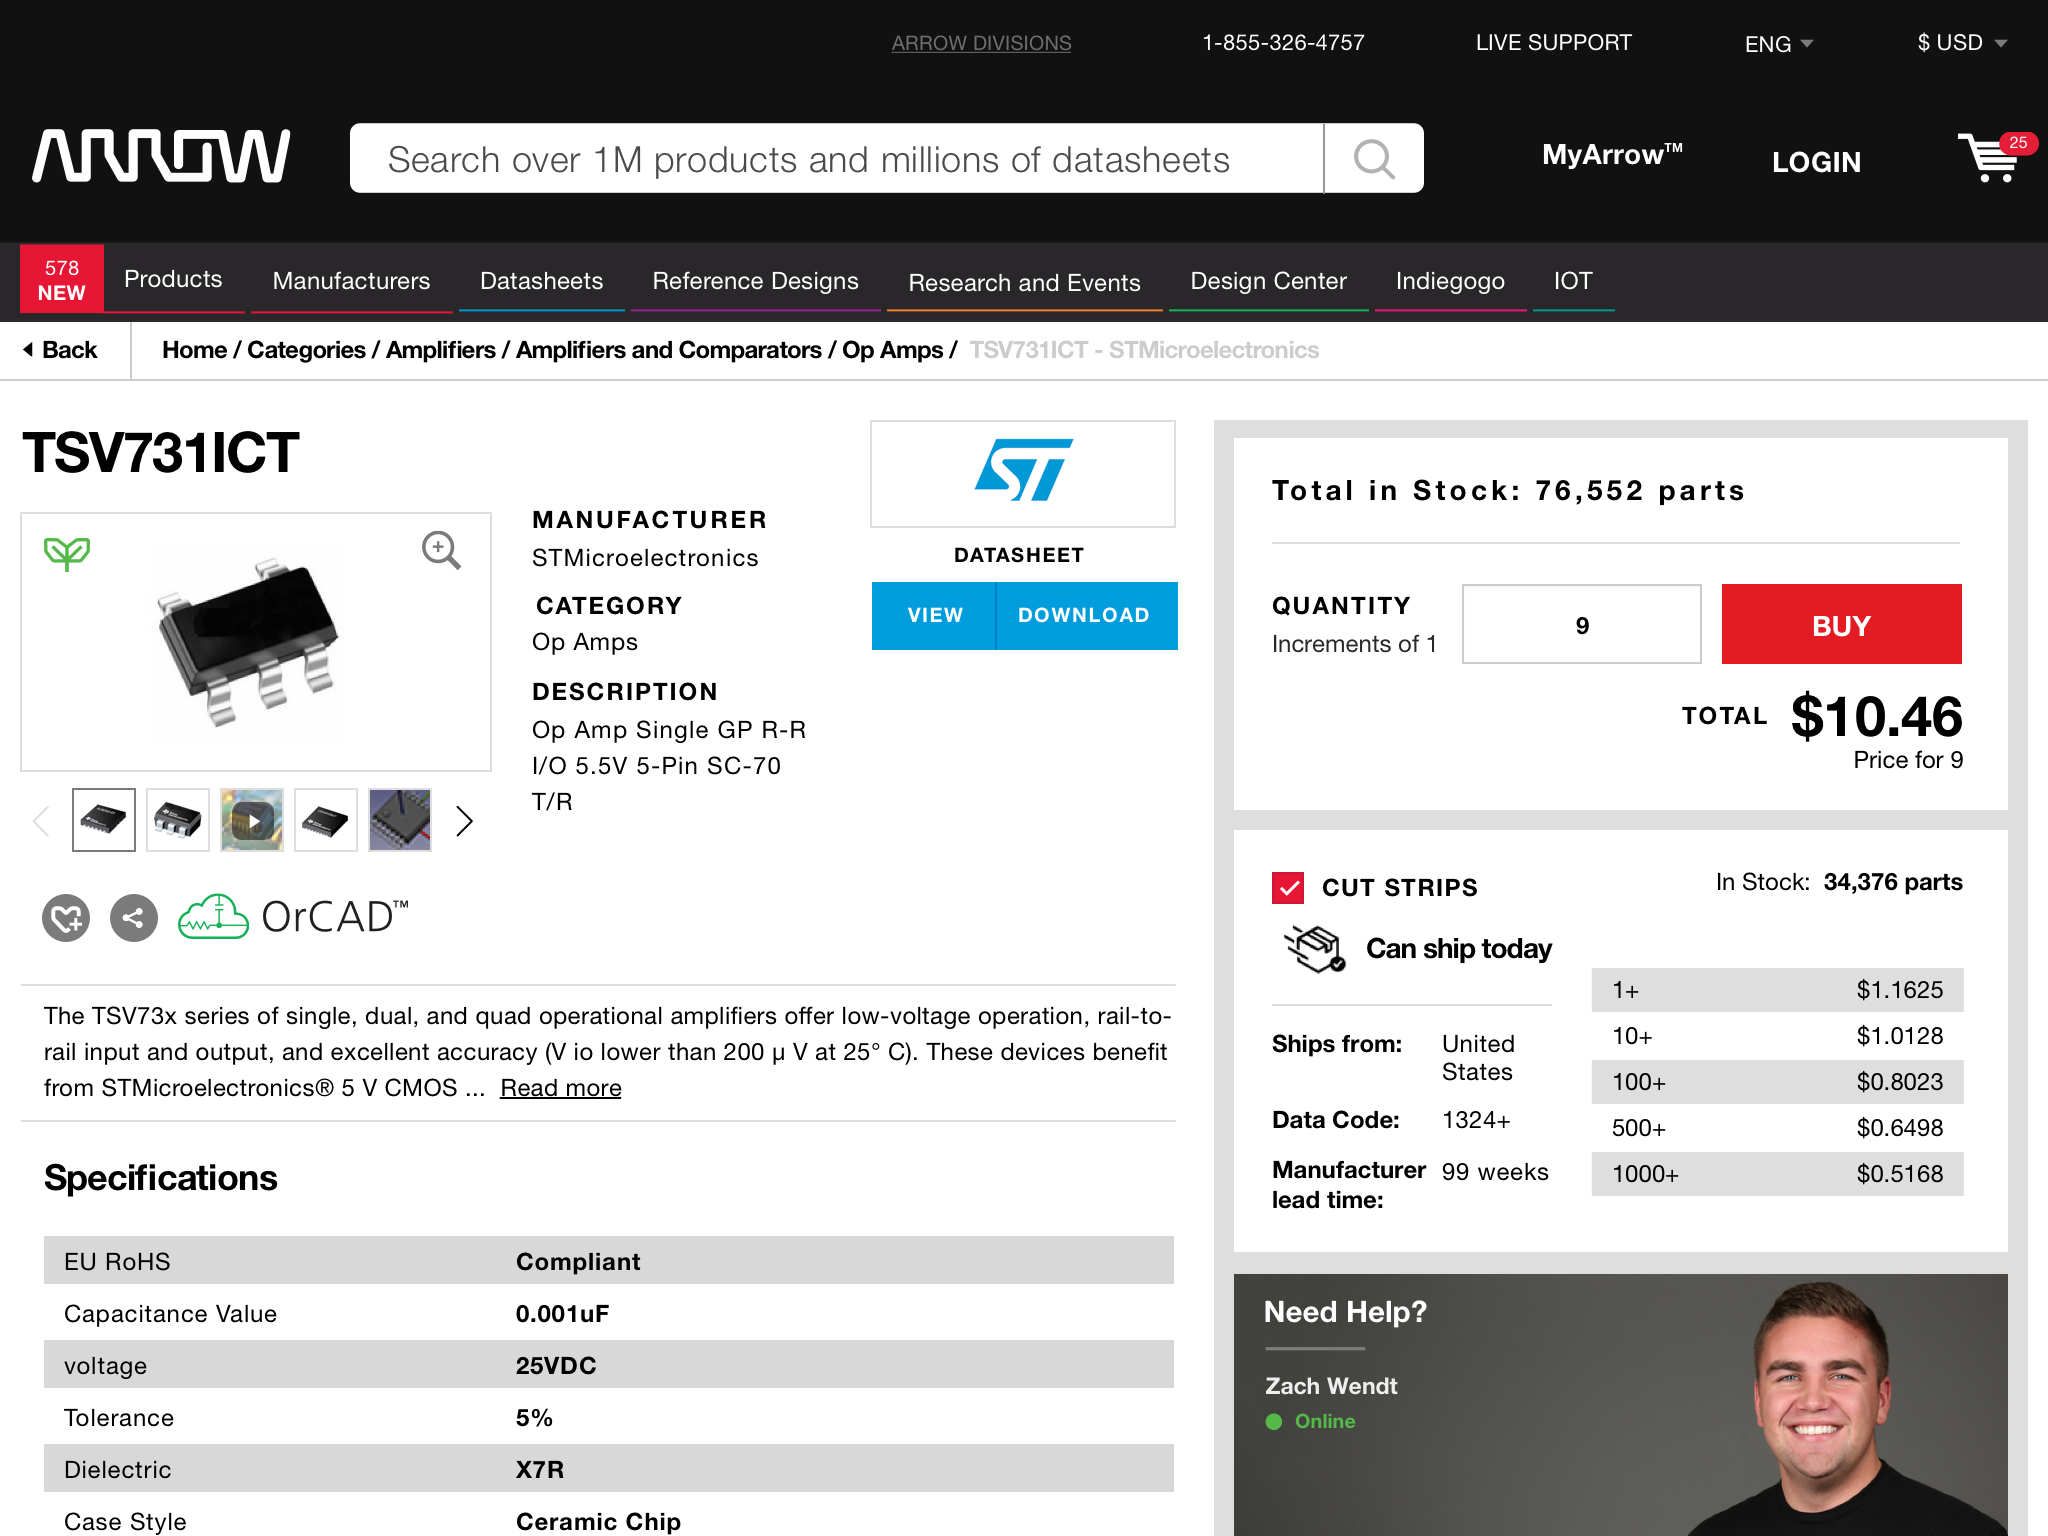 ARROW DIVISIONS
1-855-326-4757
LIVE SUPPORT
ENG
$ USD
ARROW
Search over 1M products and millions of datasheets
MyArrow™
LOGIN
25
578
NEW
Products
Manufacturers
Datasheets
Reference Designs
Research and Events
Design Center
Indiegogo
IOT
Back
Home / Categories / Amplifiers / Amplifiers and Comparators / Op Amps / TSV731ICT - STMicroelectronics
TSV731ICT
MANUFACTURER
STMicroelectronics
CATEGORY
Op Amps
DESCRIPTION
Op Amp Single GP R-R
I/O 5.5V 5-Pin SC-70
T/R
ST
DATASHEET
VIEW
DOWNLOAD
OrCAD™
The TSV73x series of single, dual, and quad operational amplifiers offer low-voltage operation, rail-to-
rail input and output, and excellent accuracy (V io lower than 200 µ V at 25° C). These devices benefit
from STMicroelectronics® 5 V CMOS ... Read more
Specifications
EU RoHS Compliant
Capacitance Value 0.001uF
voltage 25VDC
Tolerance 5%
Dielectric X7R
Case Style Ceramic Chip
Total in Stock: 76,552 parts
QUANTITY
Increments of 1
9
BUY
TOTAL $10.46
Price for 9
CUT STRIPS
In Stock: 34,376 parts
Can ship today
Ships from: United
States
Data Code: 1324+
Manufacturer 99 weeks
lead time:
1+ $1.1625
10+ $1.0128
100+ $0.8023
500+ $0.6498
1000+ $0.5168
Need Help?
Zach Wendt
Online